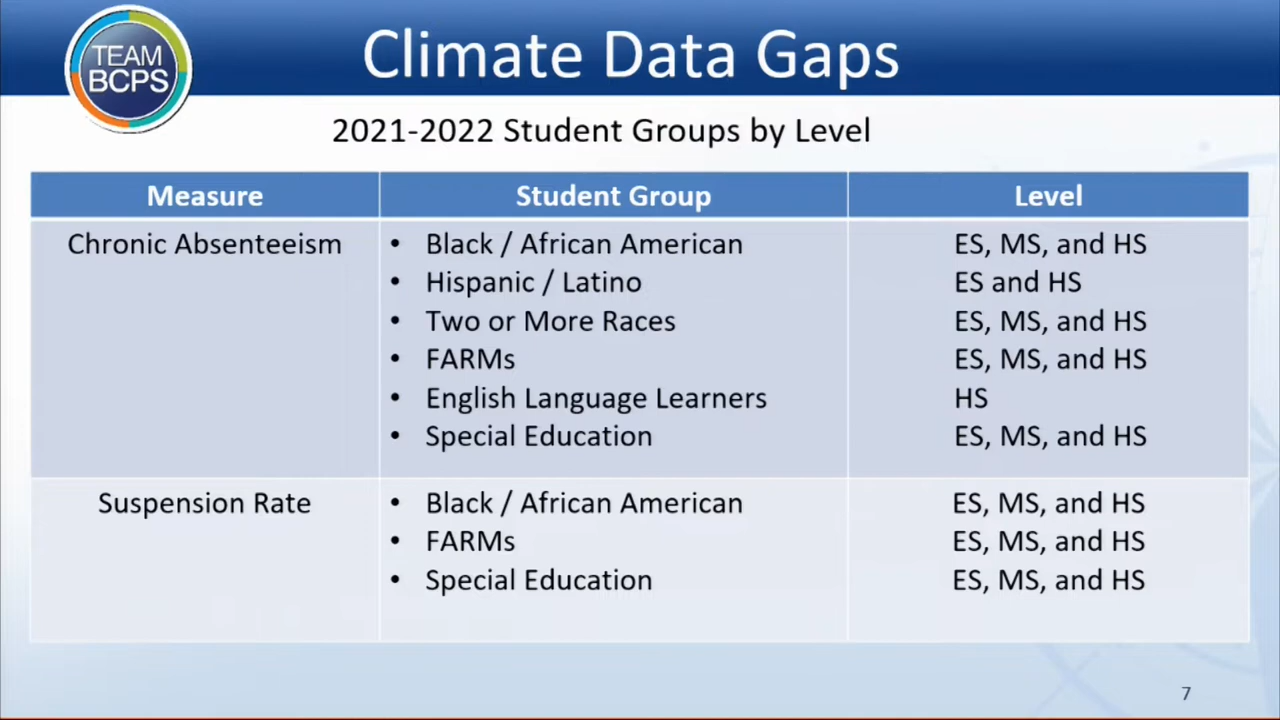 TEAM
BCPS
Climate Data Gaps
2021-2022 Student Groups by Level
Measure Student Group Level
Chronic Absenteeism • Black / African American ES, MS, and HS
• Hispanic / Latino ES and HS
• Two or More Races ES, MS, and HS
• FARMs ES, MS, and HS
• English Language Learners HS
• Special Education ES, MS, and HS
Suspension Rate • Black / African American ES, MS, and HS
• FARMs ES, MS, and HS
• Special Education ES, MS, and HS
7